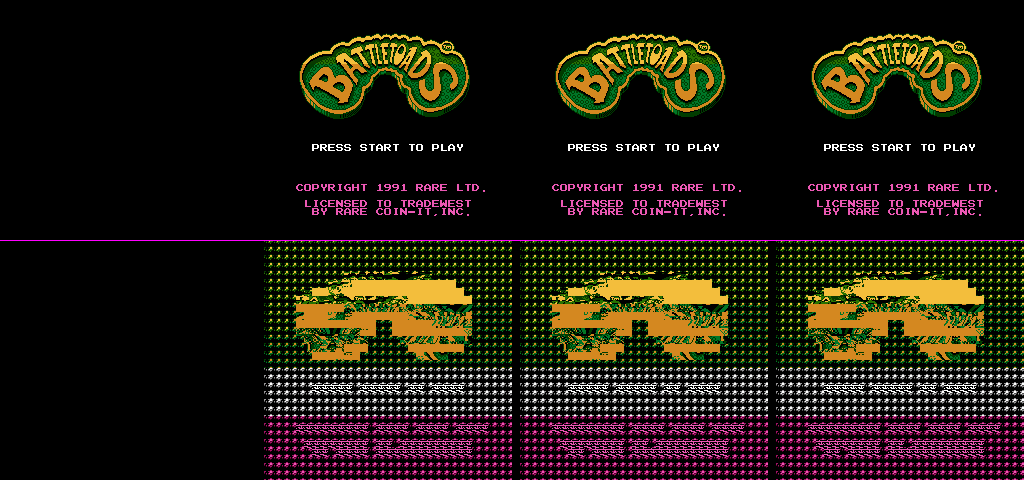 BATTLETOADS BATTLETOADS BATTLETOADS
PRESS START TO PLAY PRESS START TO PLAY PRESS START TO PLAY
COPYRIGHT 1991 RARE LTD. COPYRIGHT 1991 RARE LTD. COPYRIGHT 1991 RARE LTD.
LICENSED TO TRADEWEST LICENSED TO TRADEWEST LICENSED TO TRADEWEST
BY RARE COIN-IT,INC. BY RARE COIN-IT,INC. BY RARE COIN-IT,INC.